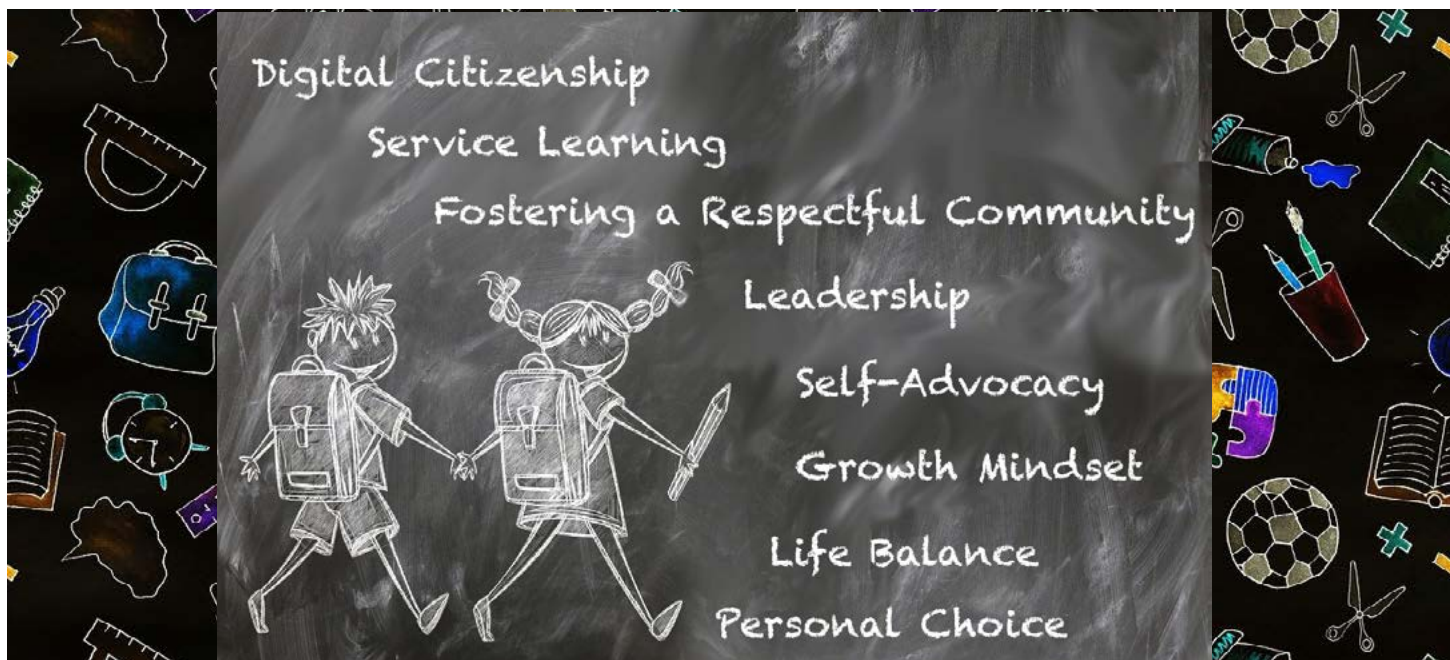 Digital Citizenship
Service Learning
Fostering a Respectful Community
Leadership
Self-Advocacy
Growth Mindset
Life Balance
Personal Choice